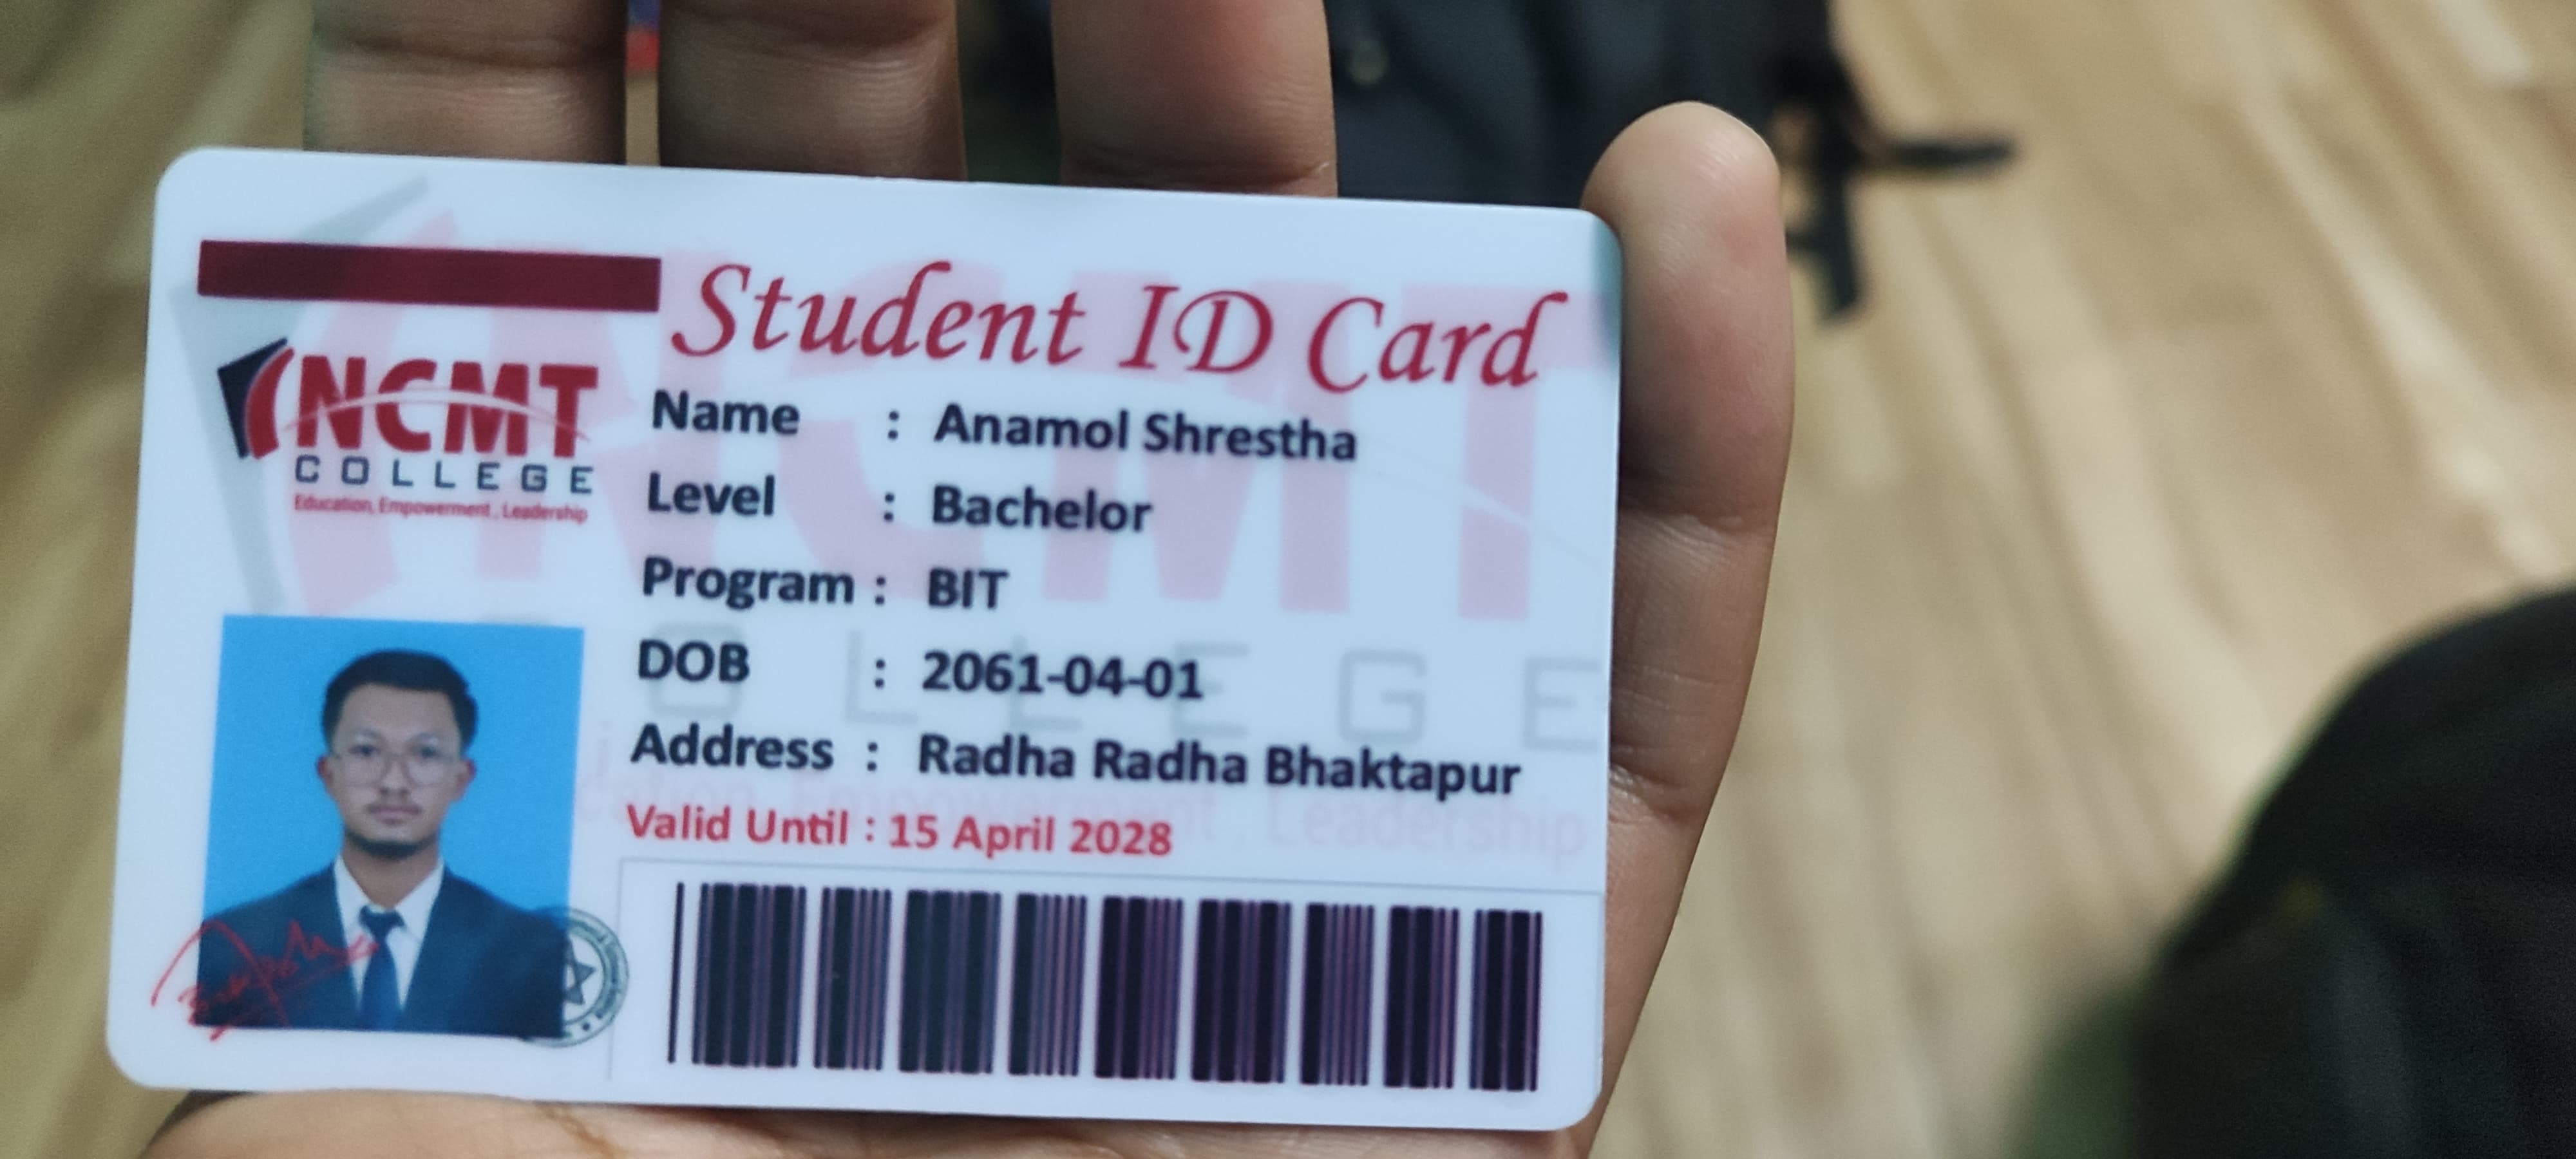 Student ID Card
NCMT
COLLEGE
Education, Empowerment, Leadership
Name : Anamol Shrestha
Level : Bachelor
Program : BIT
DOB : 2061-04-01
Address : Radha Radha Bhaktapur
Valid Until : 15 April 2028